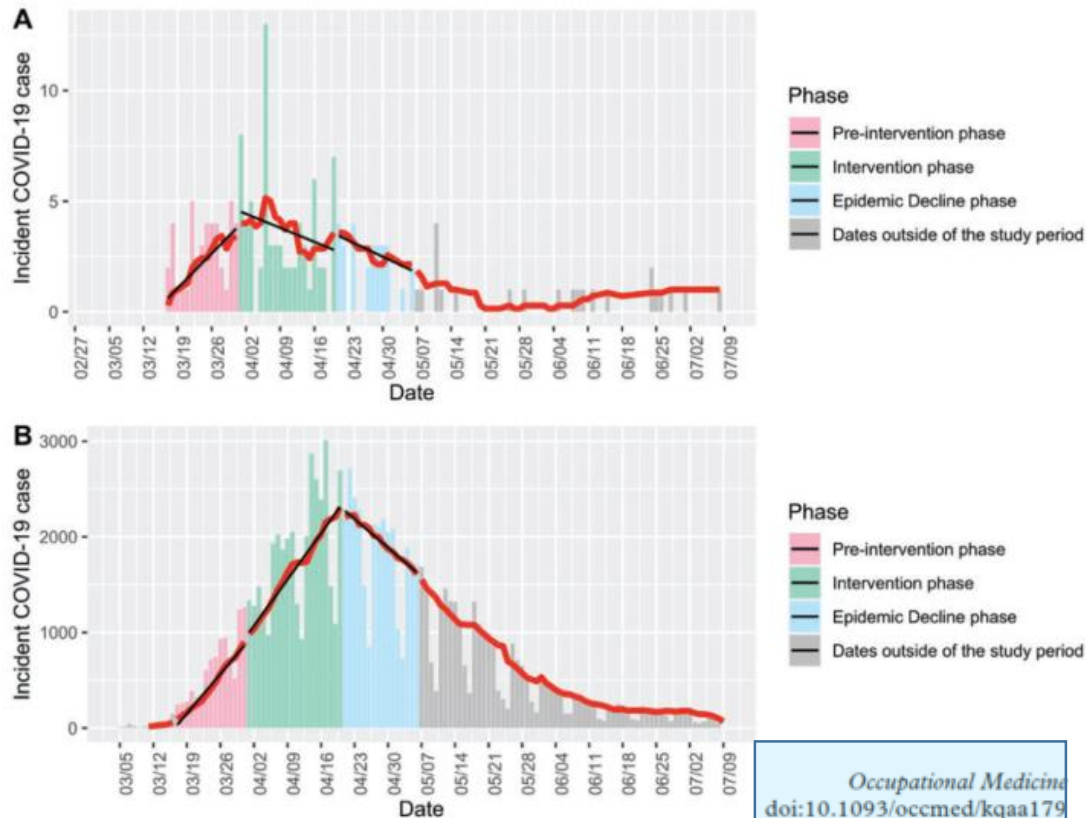 A
Incident COVID-19 case
10
5
0
02/27
03/05
03/12
03/19
03/26
04/02
04/09
04/16
04/23
04/30
05/07
05/14
05/21
05/28
06/04
06/11
06/18
06/25
07/02
07/09
Date
Phase
Pre-intervention phase
Intervention phase
Epidemic Decline phase
Dates outside of the study period
B
Incident COVID-19 case
3000
2000
1000
0
03/05
03/12
03/19
03/26
04/02
04/09
04/16
04/23
04/30
05/07
05/14
05/21
05/28
06/04
06/11
06/18
06/25
07/02
07/09
Date
Phase
Pre-intervention phase
Intervention phase
Epidemic Decline phase
Dates outside of the study period
Occupational Medicine
doi:10.1093/occmed/kqaa179